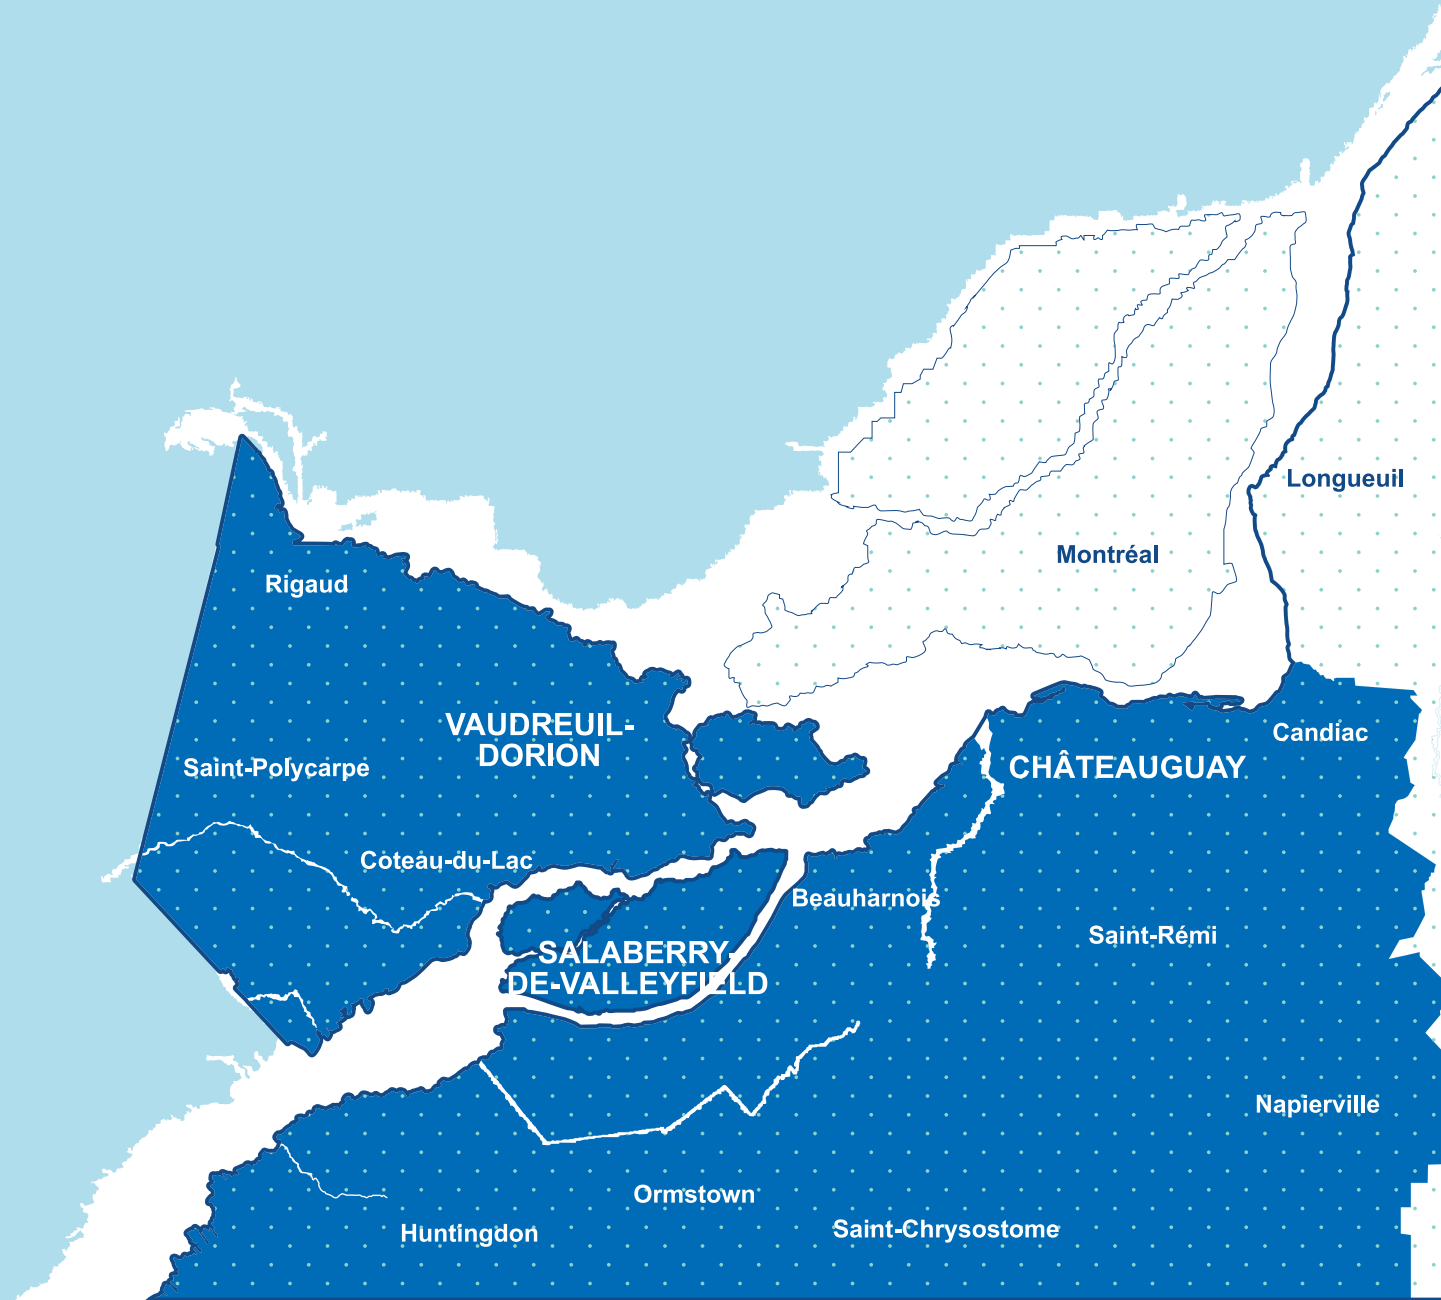 Longueuil
Montréal
Rigaud
VAUDREUIL-
DORION
Candiac
Saint-Polycarpe
CHÂTEAUGUAY
Coteau-du-Lac
Beauharnois
Saint-Rémi
SALABERRY-
DE-VALLEYFIELD
Napierville
Ormstown
Huntingdon
Saint-Chrysostome